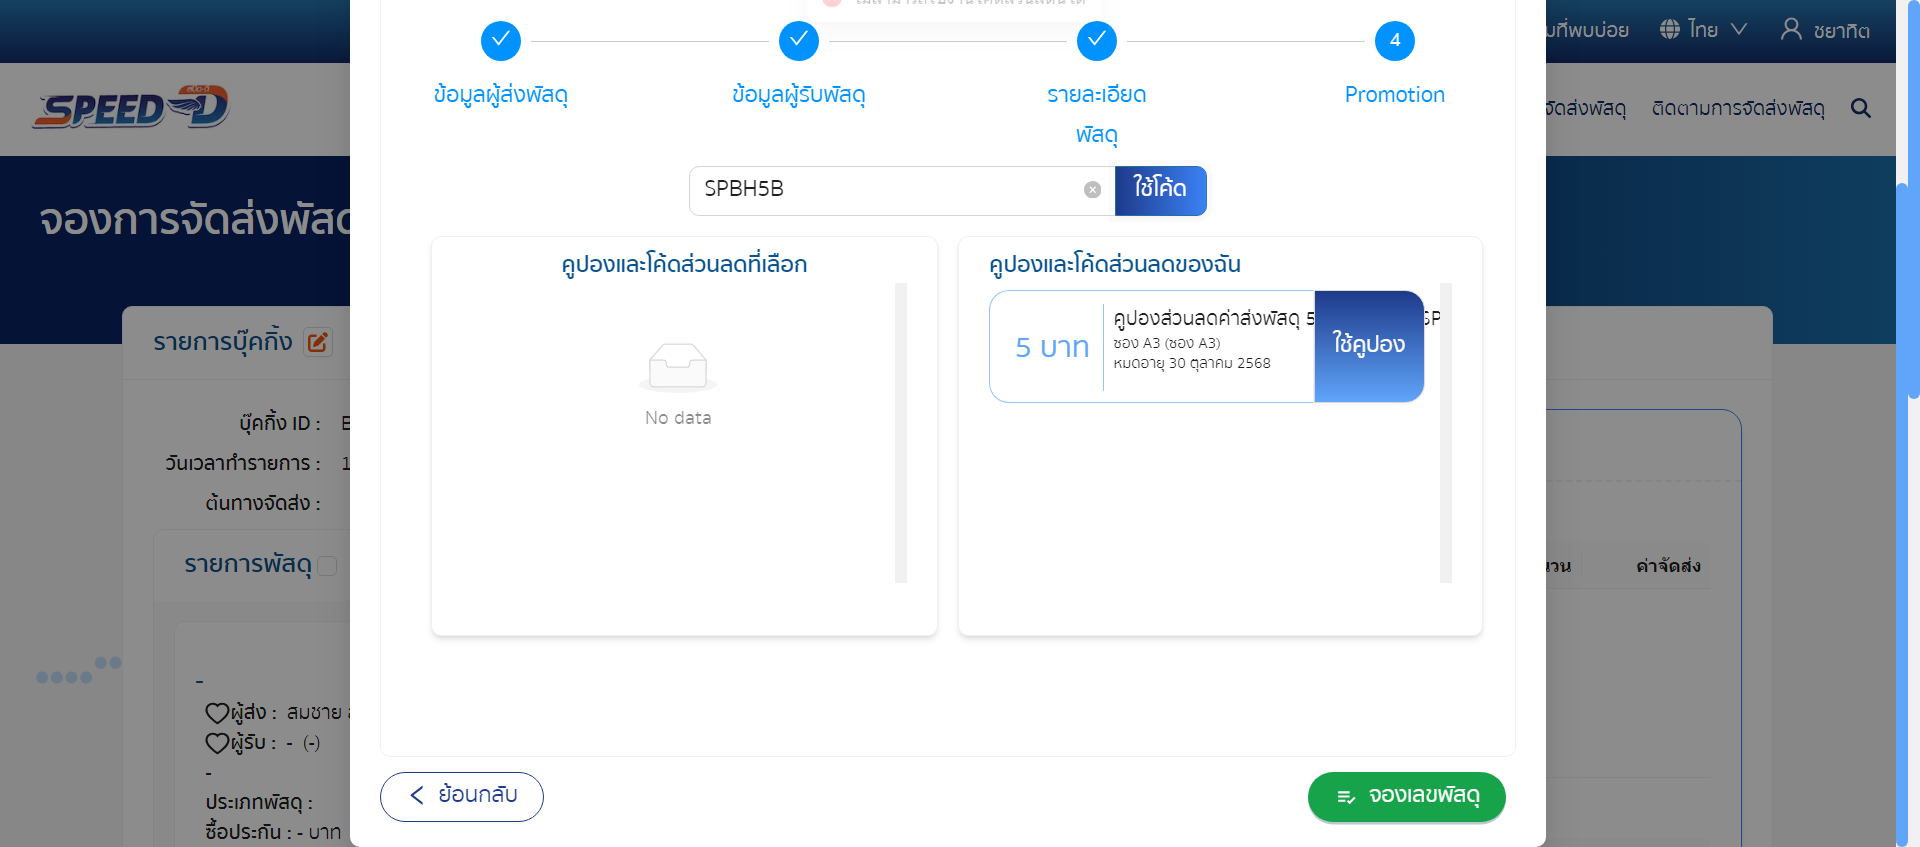 ไทย
ชยาทิต
SPEED-D
จัดส่งพัสดุ
ติดตามการจัดส่งพัสดุ
4
ข้อมูลผู้ส่งพัสดุ
ข้อมูลผู้รับพัสดุ
รายละเอียด
พัสดุ
Promotion
SPBH5B
ใช้โค้ด
จองการจัดส่งพัสดุ
คูปองและโค้ดส่วนลดที่เลือก
No data
คูปองและโค้ดส่วนลดของฉัน
5 บาท
คูปองส่วนลดค่าส่งพัสดุ 5
ซอง A3 (ซอง A3)
หมดอายุ 30 ตุลาคม 2568
ใช้คูปอง
รายการบุ๊คกิ้ง
บุ๊คกิ้ง ID :
วันเวลาทำรายการ : 1
ต้นทางจัดส่ง :
รายการพัสดุ
ค่าจัดส่ง
-
ผู้ส่ง : สมชาย
ผู้รับ : - (-)
-
ประเภทพัสดุ :
ซื้อประกัน : - บาท
ย้อนกลับ
จองเลขพัสดุ